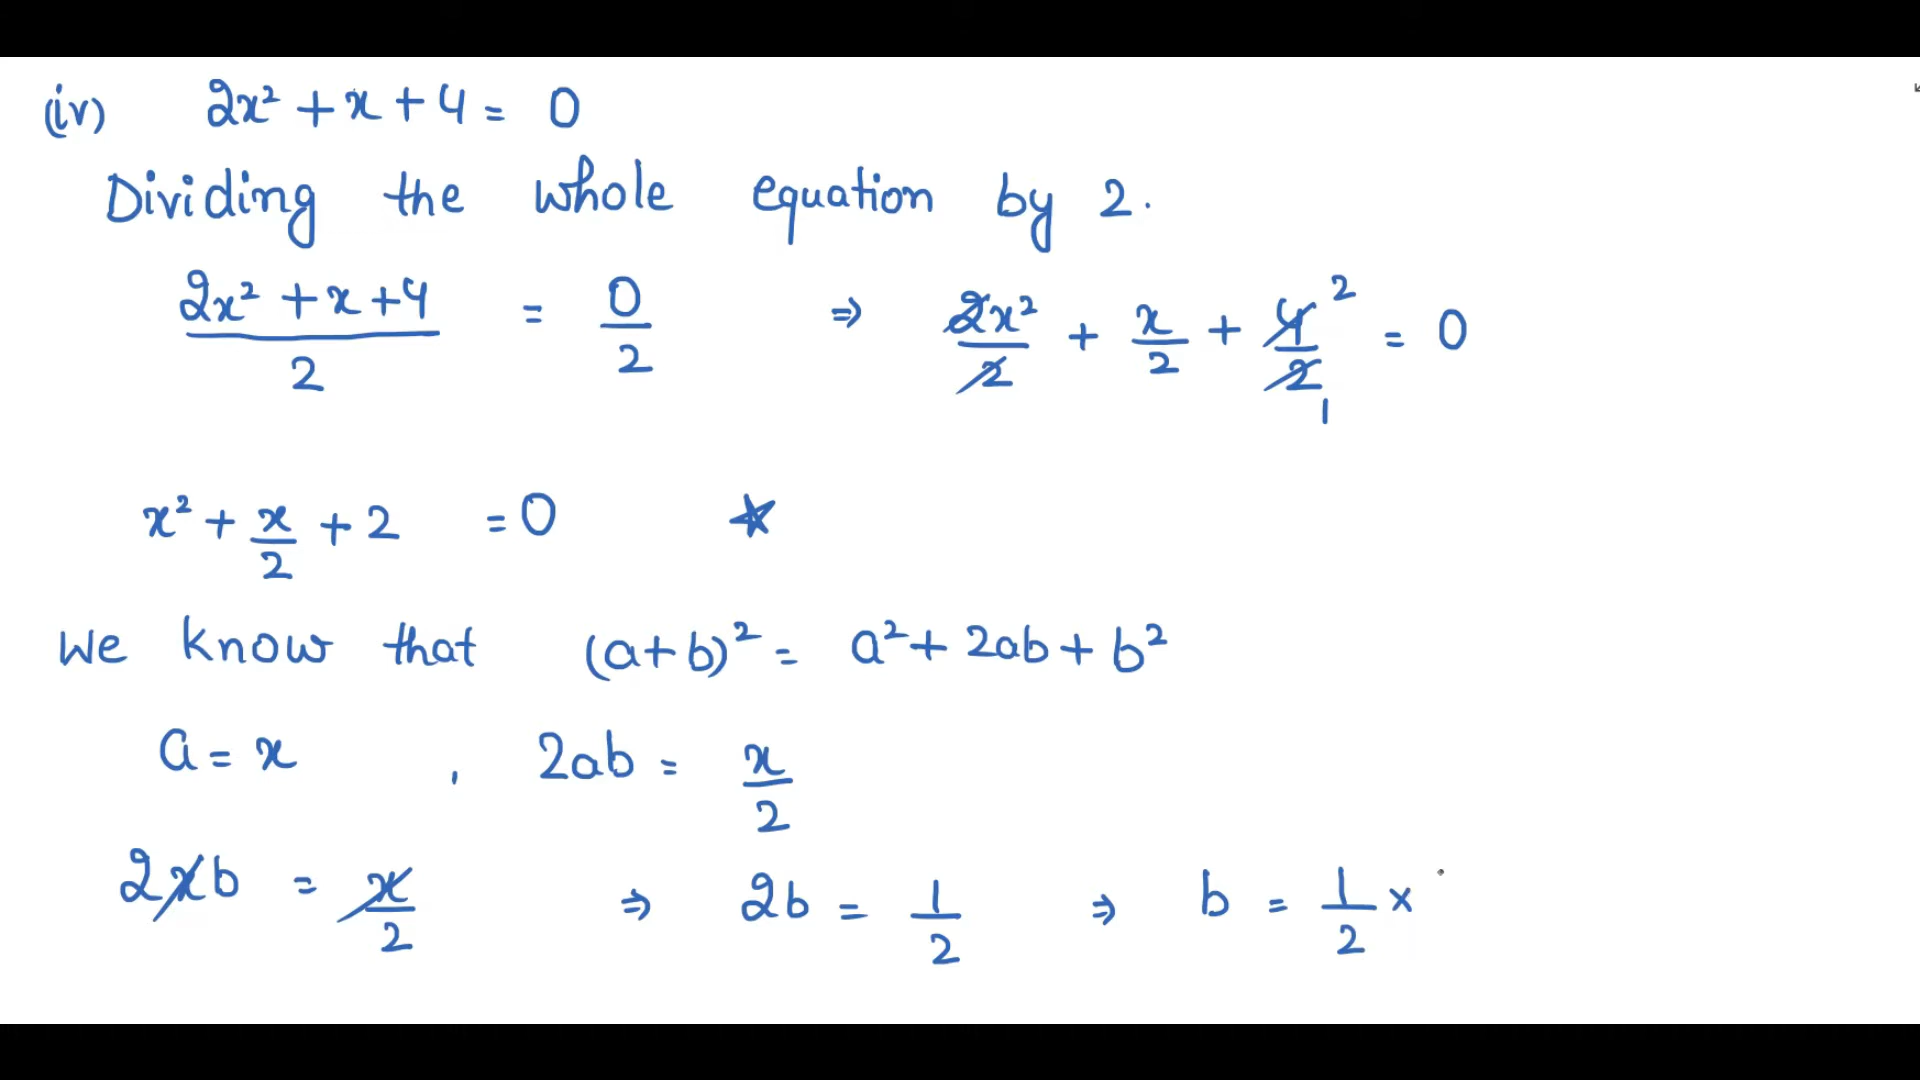 (iv) 2x² + x + 4 = 0
Dividing the whole equation by 2.
(2x² + x + 4)/2 = 0/2 ⇒ 2x²/2 + x/2 + 4/2 = 0 2 1
x² + x/2 + 2 = 0 ★
We know that (a+b)² = a² + 2ab + b²
a = x , 2ab = x/2
2xb = x/2 ⇒ 2b = 1/2 ⇒ b = 1/2 ×